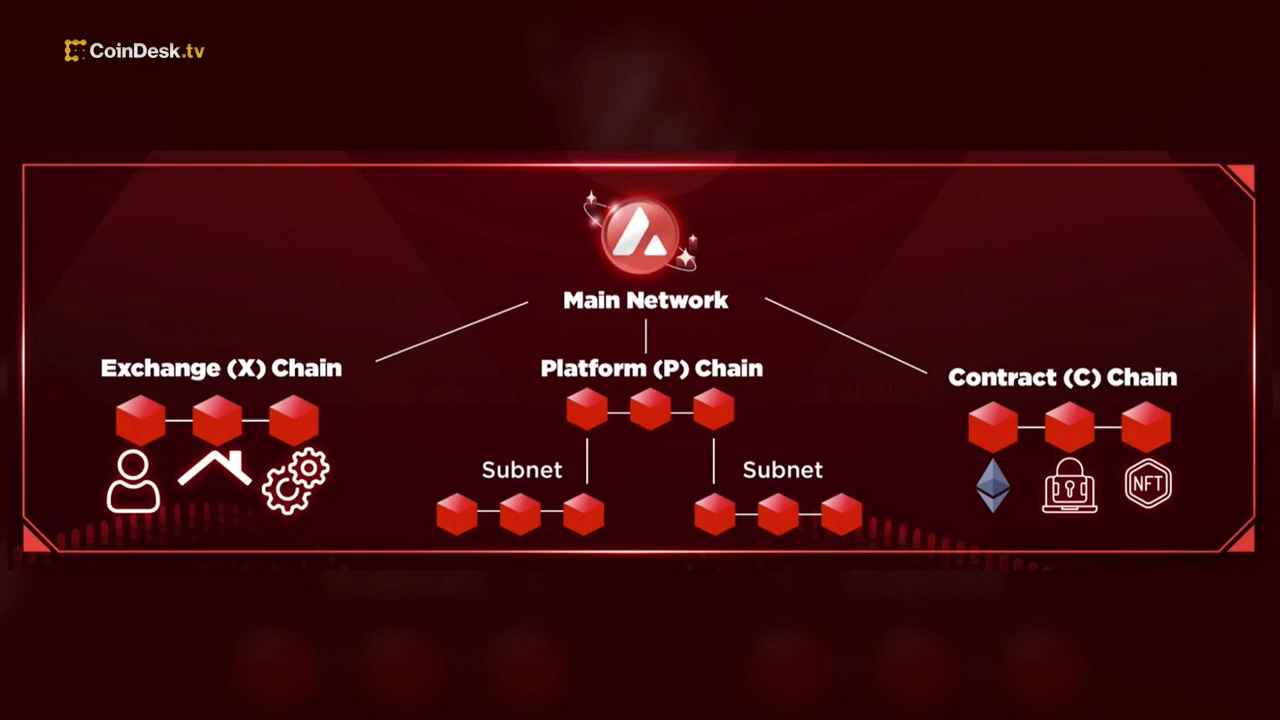 CoinDesk.tv
Main Network
Exchange (X) Chain
Platform (P) Chain
Contract (C) Chain
Subnet
Subnet
NFT